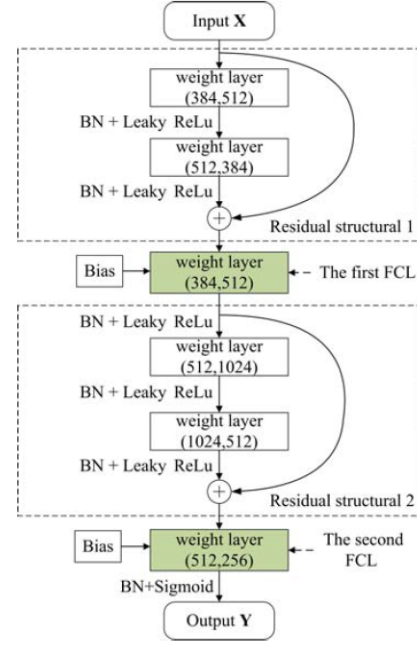 Input X
weight layer
(384,512)
BN + Leaky ReLu
weight layer
(512,384)
BN + Leaky ReLu
+
Residual structural 1
Bias
weight layer
(384,512)
The first FCL
BN + Leaky ReLu
weight layer
(512,1024)
BN + Leaky ReLu
weight layer
(1024,512)
BN + Leaky ReLu
+
Residual structural 2
Bias
weight layer
(512,256)
The second
FCL
BN+Sigmoid
Output Y